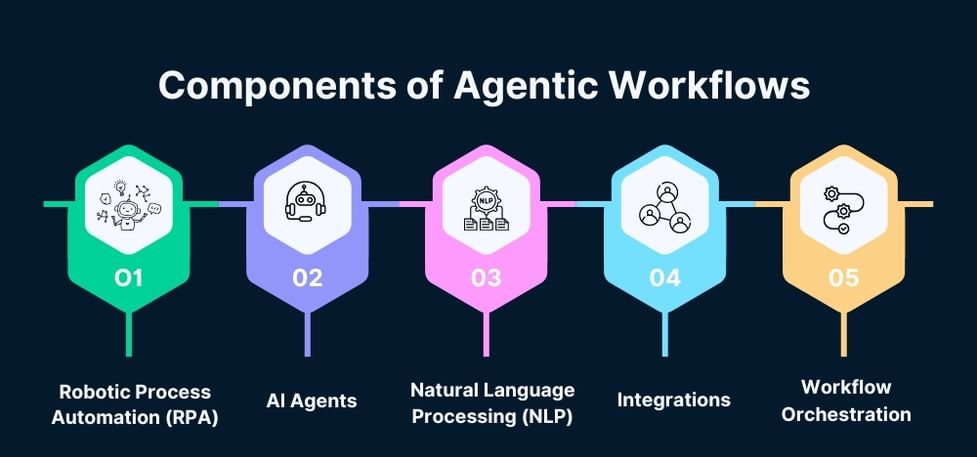 Components of Agentic Workflows
NLP
01
02
03
04
05
Robotic Process
Automation (RPA)
AI Agents
Natural Language
Processing (NLP)
Integrations
Workflow
Orchestration